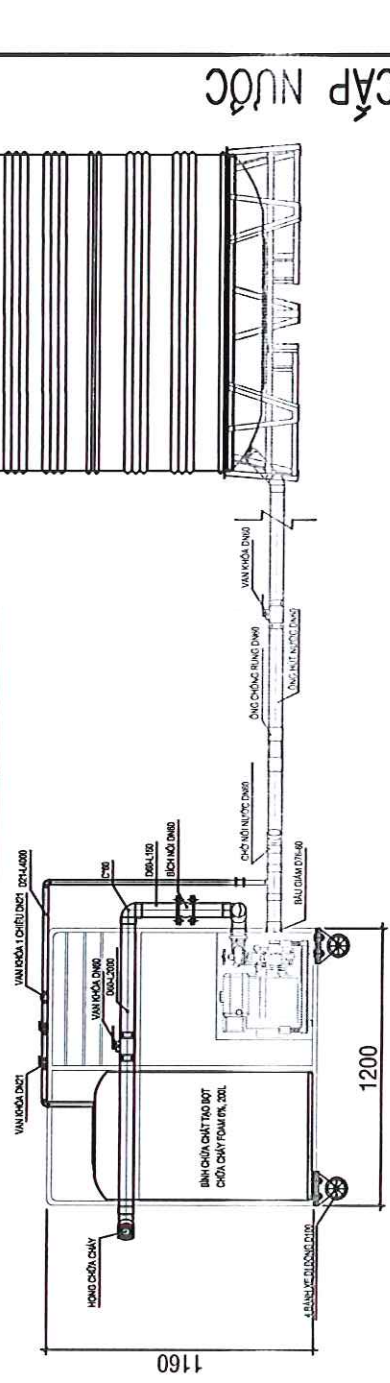 CẤP NƯỚC
VAN KHÓA DN21
VAN KHÓA 1 CHIỀU DN21
D21-L4000
VAN KHÓA DN60
D60-L2000
C°60
D60-L150
BÍCH NỐI DN60
HỌNG CHỮA CHÁY
BÌNH CHỨA CHẤT TẠO BỌT
CHỮA CHÁY FOAM 6%, 200L
CHỜ NỐI NƯỚC DN60
ỐNG CHỐNG RUNG DN60
VAN KHÓA DN60
ỐNG HÚT NƯỚC DN60
BẦU GIẢM D76-60
4 BÁNH XE DI ĐỘNG D100
1200
1160